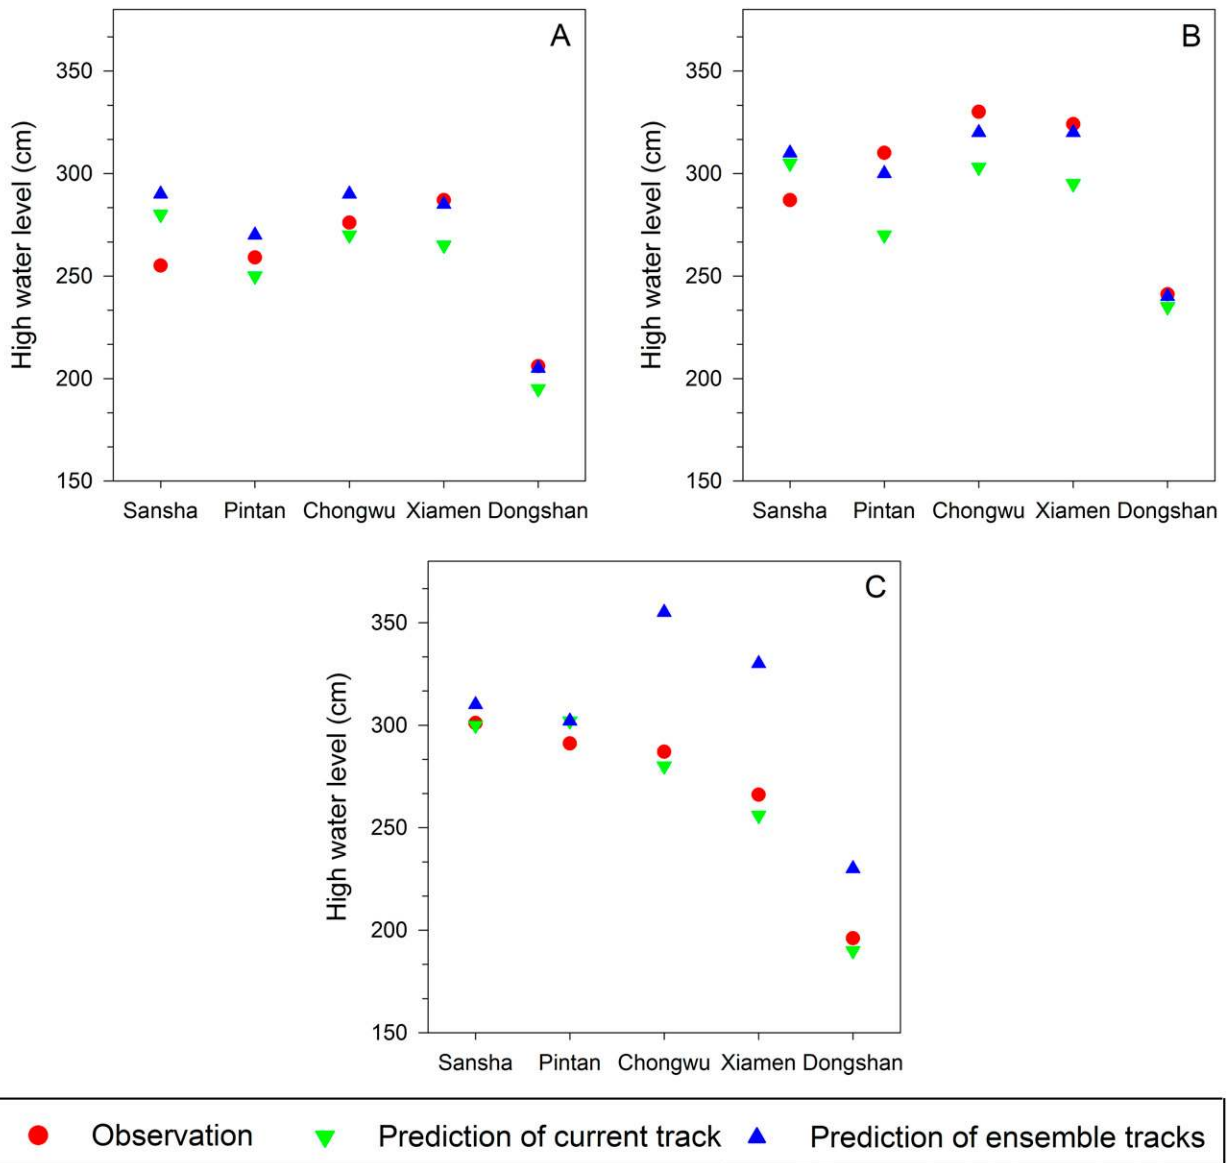 A
High water level (cm)
350
300
250
200
150
Sansha Pintan Chongwu Xiamen Dongshan
B
High water level (cm)
350
300
250
200
150
Sansha Pintan Chongwu Xiamen Dongshan
C
High water level (cm)
350
300
250
200
150
Sansha Pintan Chongwu Xiamen Dongshan
Observation Prediction of current track Prediction of ensemble tracks